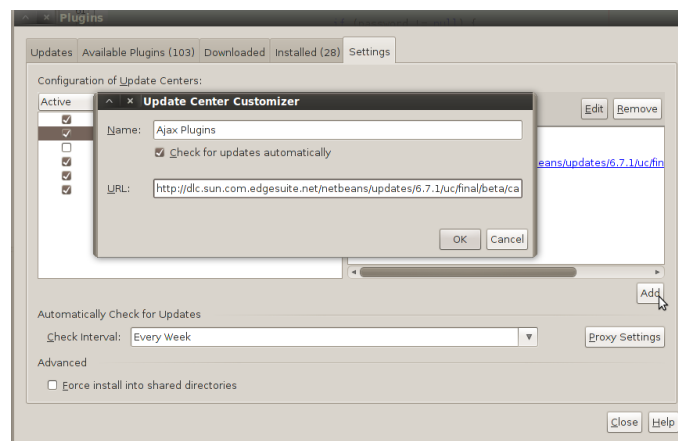 Plugins
Updates Available Plugins (103) Downloaded Installed (28) Settings
Configuration of Update Centers:
Active
Update Center Customizer
Edit Remove
Name: Ajax Plugins
Check for updates automatically
eans/updates/6.7.1/uc/fin
URL: http://dlc.sun.com.edgesuite.net/netbeans/updates/6.7.1/uc/final/beta/ca
OK Cancel
Add
Automatically Check for Updates
Check Interval: Every Week Proxy Settings
Advanced
Force install into shared directories
Close Help